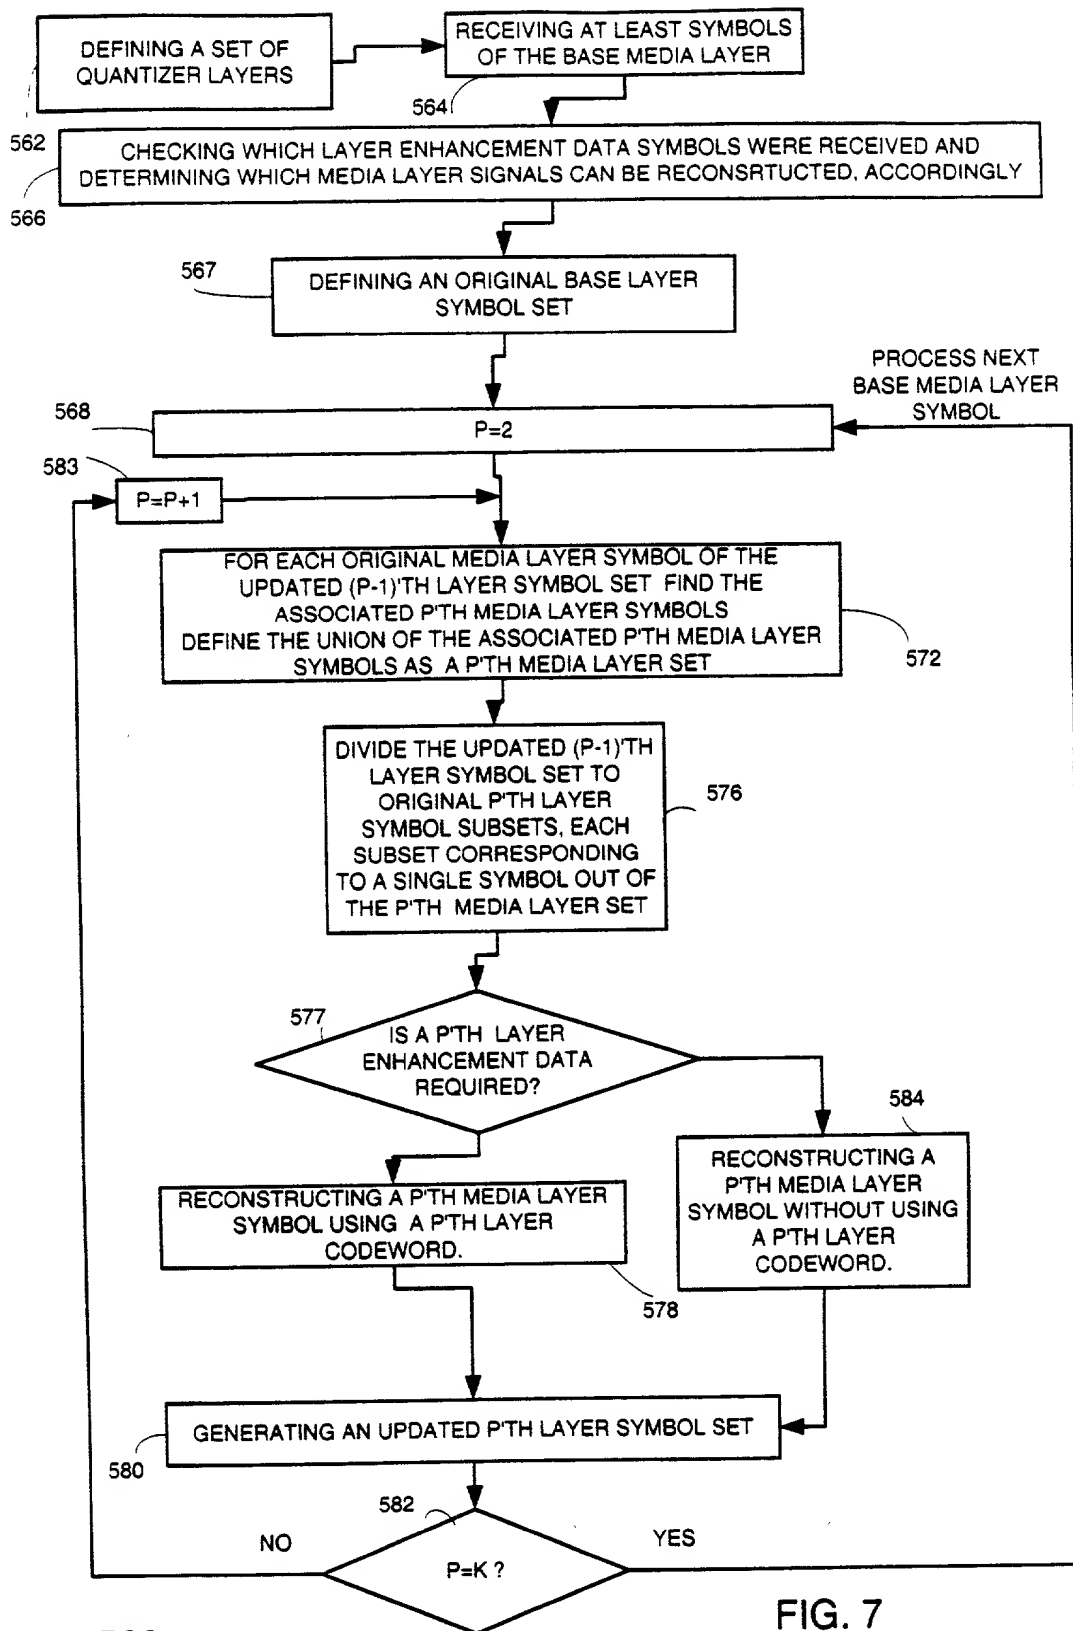 DEFINING A SET OF
QUANTIZER LAYERS
RECEIVING AT LEAST SYMBOLS
OF THE BASE MEDIA LAYER
564
562
CHECKING WHICH LAYER ENHANCEMENT DATA SYMBOLS WERE RECEIVED AND
DETERMINING WHICH MEDIA LAYER SIGNALS CAN BE RECONSRTUCTED, ACCORDINGLY
566
567
DEFINING AN ORIGINAL BASE LAYER
SYMBOL SET
PROCESS NEXT
BASE MEDIA LAYER
SYMBOL
568
P=2
583
P=P+1
FOR EACH ORIGINAL MEDIA LAYER SYMBOL OF THE
UPDATED (P-1)'TH LAYER SYMBOL SET FIND THE
ASSOCIATED P'TH MEDIA LAYER SYMBOLS
DEFINE THE UNION OF THE ASSOCIATED P'TH MEDIA LAYER
SYMBOLS AS A P'TH MEDIA LAYER SET
572
DIVIDE THE UPDATED (P-1)'TH
LAYER SYMBOL SET TO
ORIGINAL P'TH LAYER
SYMBOL SUBSETS, EACH
SUBSET CORRESPONDING
TO A SINGLE SYMBOL OUT OF
THE P'TH MEDIA LAYER SET
576
577
IS A P'TH LAYER
ENHANCEMENT DATA
REQUIRED?
584
RECONSTRUCTING A
P'TH MEDIA LAYER
SYMBOL WITHOUT USING
A P'TH LAYER
CODEWORD.
RECONSTRUCTING A P'TH MEDIA LAYER
SYMBOL USING A P'TH LAYER
CODEWORD.
578
GENERATING AN UPDATED P'TH LAYER SYMBOL SET
580
582
NO
YES
P=K ?
FIG. 7